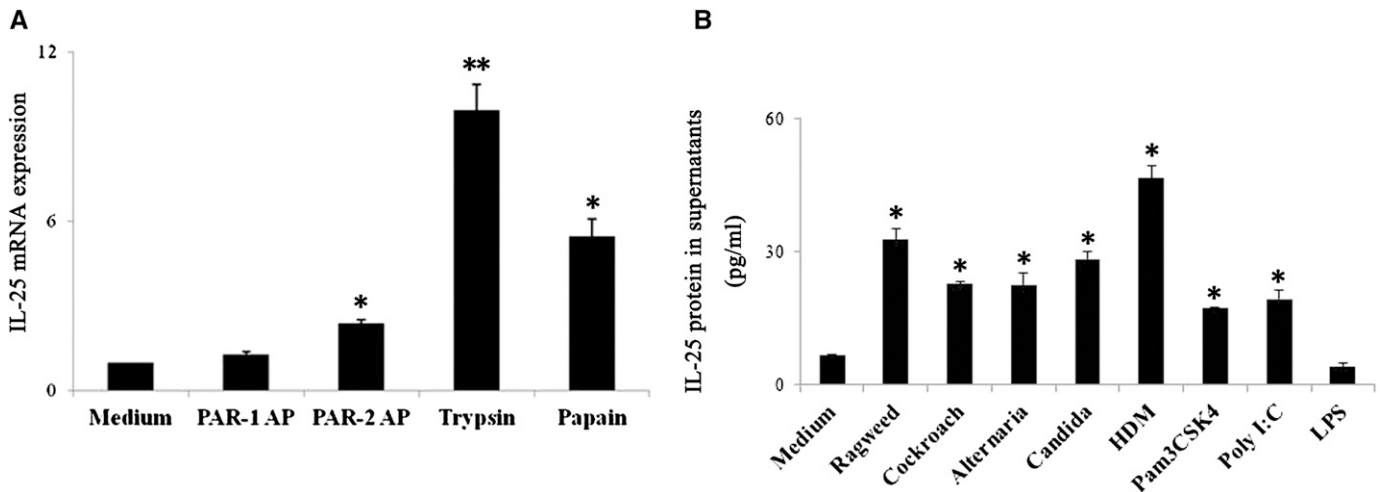 A
IL-25 mRNA expression
12
6
0
*
**
*
Medium
PAR-1 AP
PAR-2 AP
Trypsin
Papain
B
IL-25 protein in supernatants
(pg/ml)
60
30
0
*
*
*
*
*
*
*
Medium
Ragweed
Cockroach
Alternaria
Candida
HDM
Pam3CSK4
Poly I:C
LPS